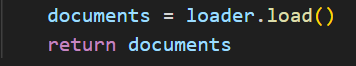 documents = loader.load()
return documents